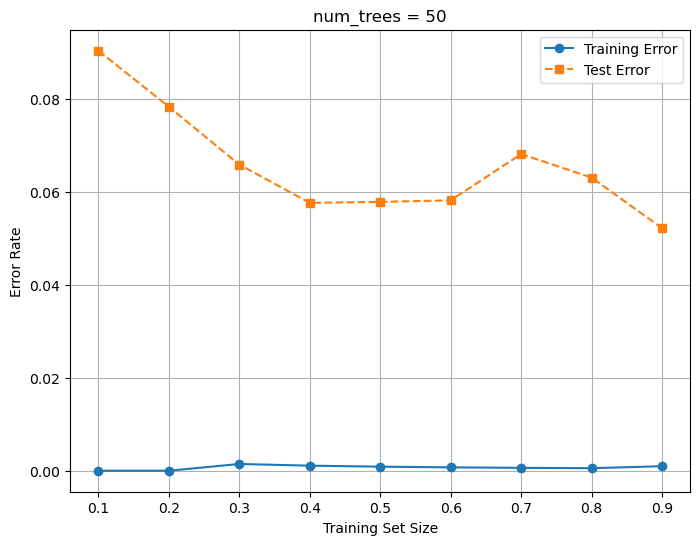 num_trees = 50
Training Error
Test Error
0.08
0.06
0.04
0.02
0.00
Error Rate
0.1 0.2 0.3 0.4 0.5 0.6 0.7 0.8 0.9
Training Set Size